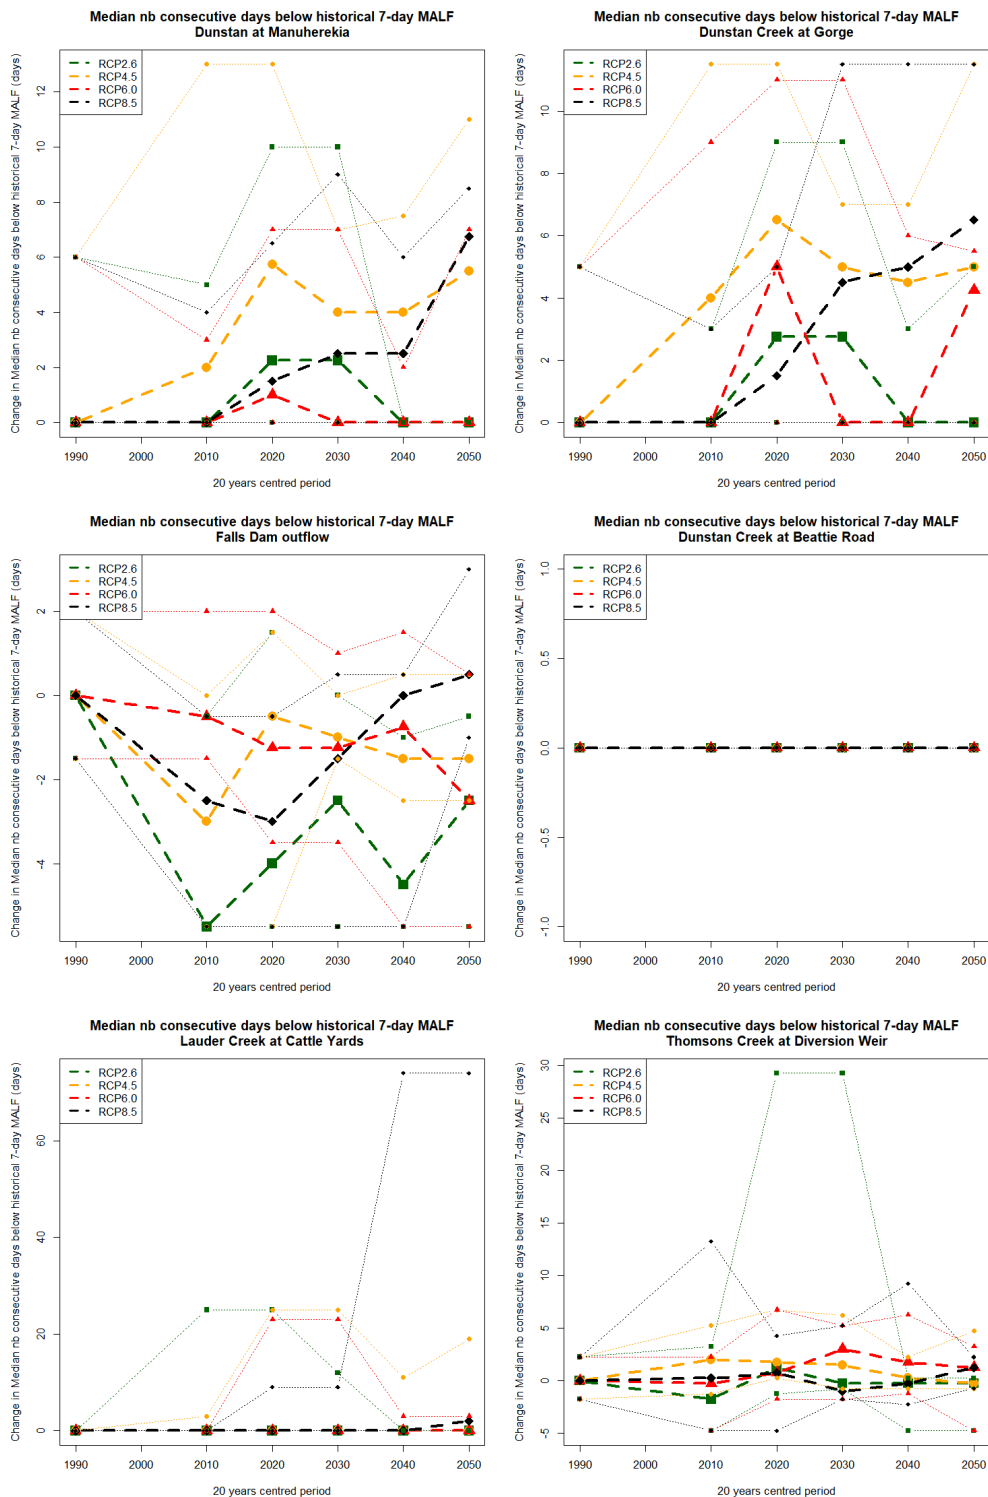 Median nb consecutive days below historical 7-day MALF
Dunstan at Manuherekia
Change in Median nb consecutive days below historical 7-day MALF (days)
12
10
8
6
4
2
0
RCP2.6
RCP4.5
RCP6.0
RCP8.5
1990 2000 2010 2020 2030 2040 2050
20 years centred period
Median nb consecutive days below historical 7-day MALF
Dunstan Creek at Gorge
Change in Median nb consecutive days below historical 7-day MALF (days)
10
8
6
4
2
0
RCP2.6
RCP4.5
RCP6.0
RCP8.5
1990 2000 2010 2020 2030 2040 2050
20 years centred period
Median nb consecutive days below historical 7-day MALF
Falls Dam outflow
Change in Median nb consecutive days below historical 7-day MALF (days)
2
0
-2
-4
RCP2.6
RCP4.5
RCP6.0
RCP8.5
1990 2000 2010 2020 2030 2040 2050
20 years centred period
Median nb consecutive days below historical 7-day MALF
Dunstan Creek at Beattie Road
Change in Median nb consecutive days below historical 7-day MALF (days)
1.0
0.5
0.0
-0.5
-1.0
RCP2.6
RCP4.5
RCP6.0
RCP8.5
1990 2000 2010 2020 2030 2040 2050
20 years centred period
Median nb consecutive days below historical 7-day MALF
Lauder Creek at Cattle Yards
Change in Median nb consecutive days below historical 7-day MALF (days)
60
40
20
0
RCP2.6
RCP4.5
RCP6.0
RCP8.5
1990 2000 2010 2020 2030 2040 2050
20 years centred period
Median nb consecutive days below historical 7-day MALF
Thomsons Creek at Diversion Weir
Change in Median nb consecutive days below historical 7-day MALF (days)
30
25
20
15
10
5
0
-5
RCP2.6
RCP4.5
RCP6.0
RCP8.5
1990 2000 2010 2020 2030 2040 2050
20 years centred period